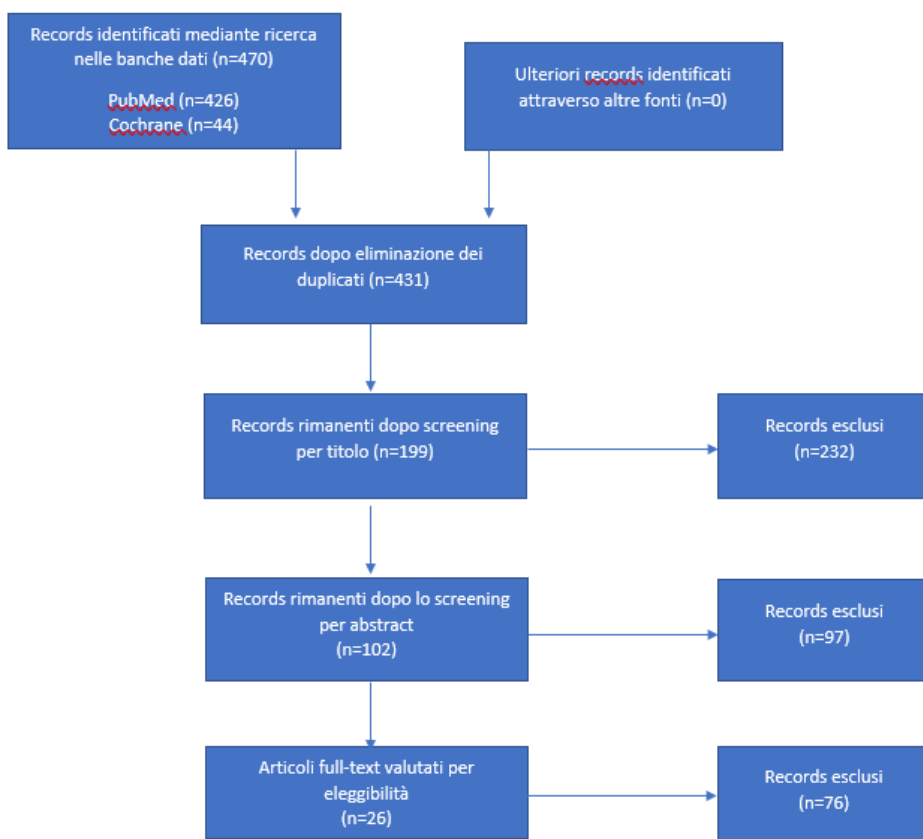 Records identificati mediante ricerca
nelle banche dati (n=470)
PubMed (n=426)
Cochrane (n=44)
Ulteriori records identificati
attraverso altre fonti (n=0)
Records dopo eliminazione dei
duplicati (n=431)
Records rimanenti dopo screening
per titolo (n=199)
Records esclusi
(n=232)
Records rimanenti dopo lo screening
per abstract
(n=102)
Records esclusi
(n=97)
Articoli full-text valutati per
eleggibilità
(n=26)
Records esclusi
(n=76)